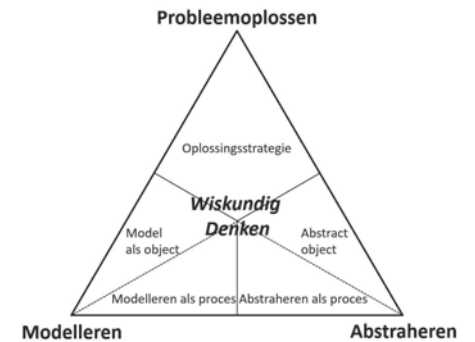 Probleemoplossen
Oplossingsstrategie
Wiskundig
Denken
Model
als object
Abstract
object
Modelleren als proces
Abstraheren als proces
Modelleren
Abstraheren